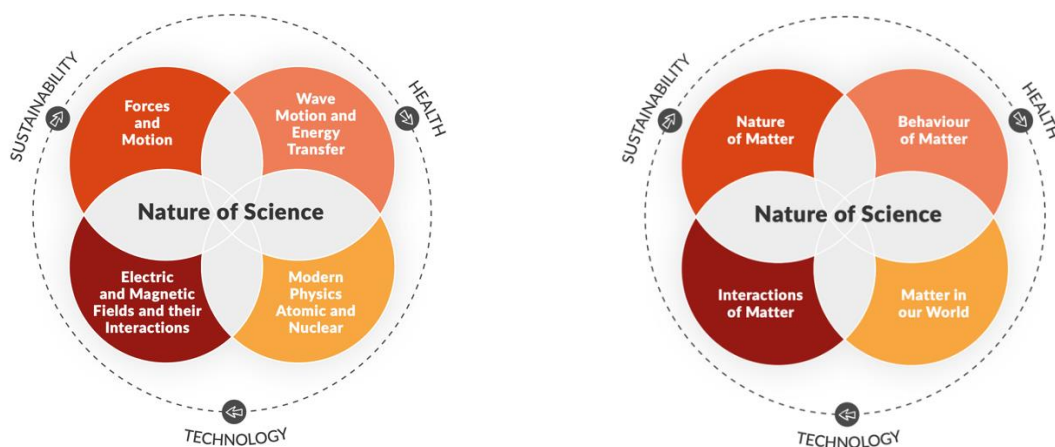 SUSTAINABILITY
HEALTH
Forces
and
Motion
Wave
Motion and
Energy
Transfer
Nature of Science
Electric
and Magnetic
Fields and their
Interactions
Modern
Physics
Atomic and
Nuclear
TECHNOLOGY
SUSTAINABILITY
HEALTH
Nature
of Matter
Behaviour
of Matter
Nature of Science
Interactions
of Matter
Matter in
our World
TECHNOLOGY